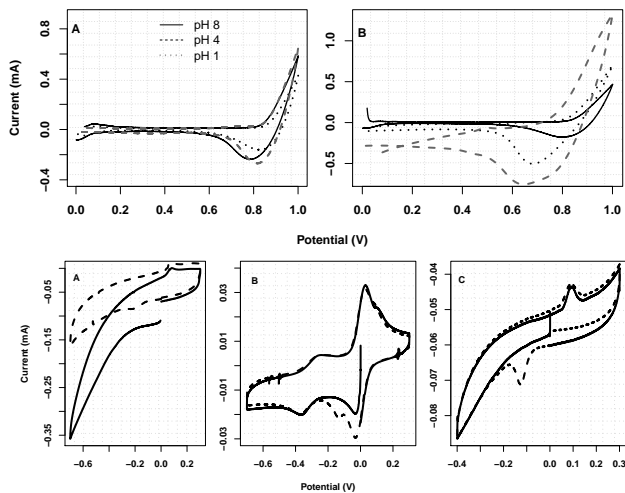 A
pH 8
pH 4
pH 1
Current (mA)
0.8
0.4
0.0
−0.4
0.0 0.2 0.4 0.6 0.8 1.0
B
1.0
0.5
0.0
−0.5
0.0 0.2 0.4 0.6 0.8 1.0
Potential (V)
A
Current (mA)
−0.05
−0.15
−0.25
−0.35
−0.6 −0.2 0.0 0.2
B
0.03
0.01
−0.01
−0.03
−0.6 −0.4 −0.2 0.0 0.2
C
−0.04
−0.05
−0.06
−0.07
−0.08
−0.4 −0.3 −0.2 −0.1 0.0 0.1 0.2 0.3
Potential (V)